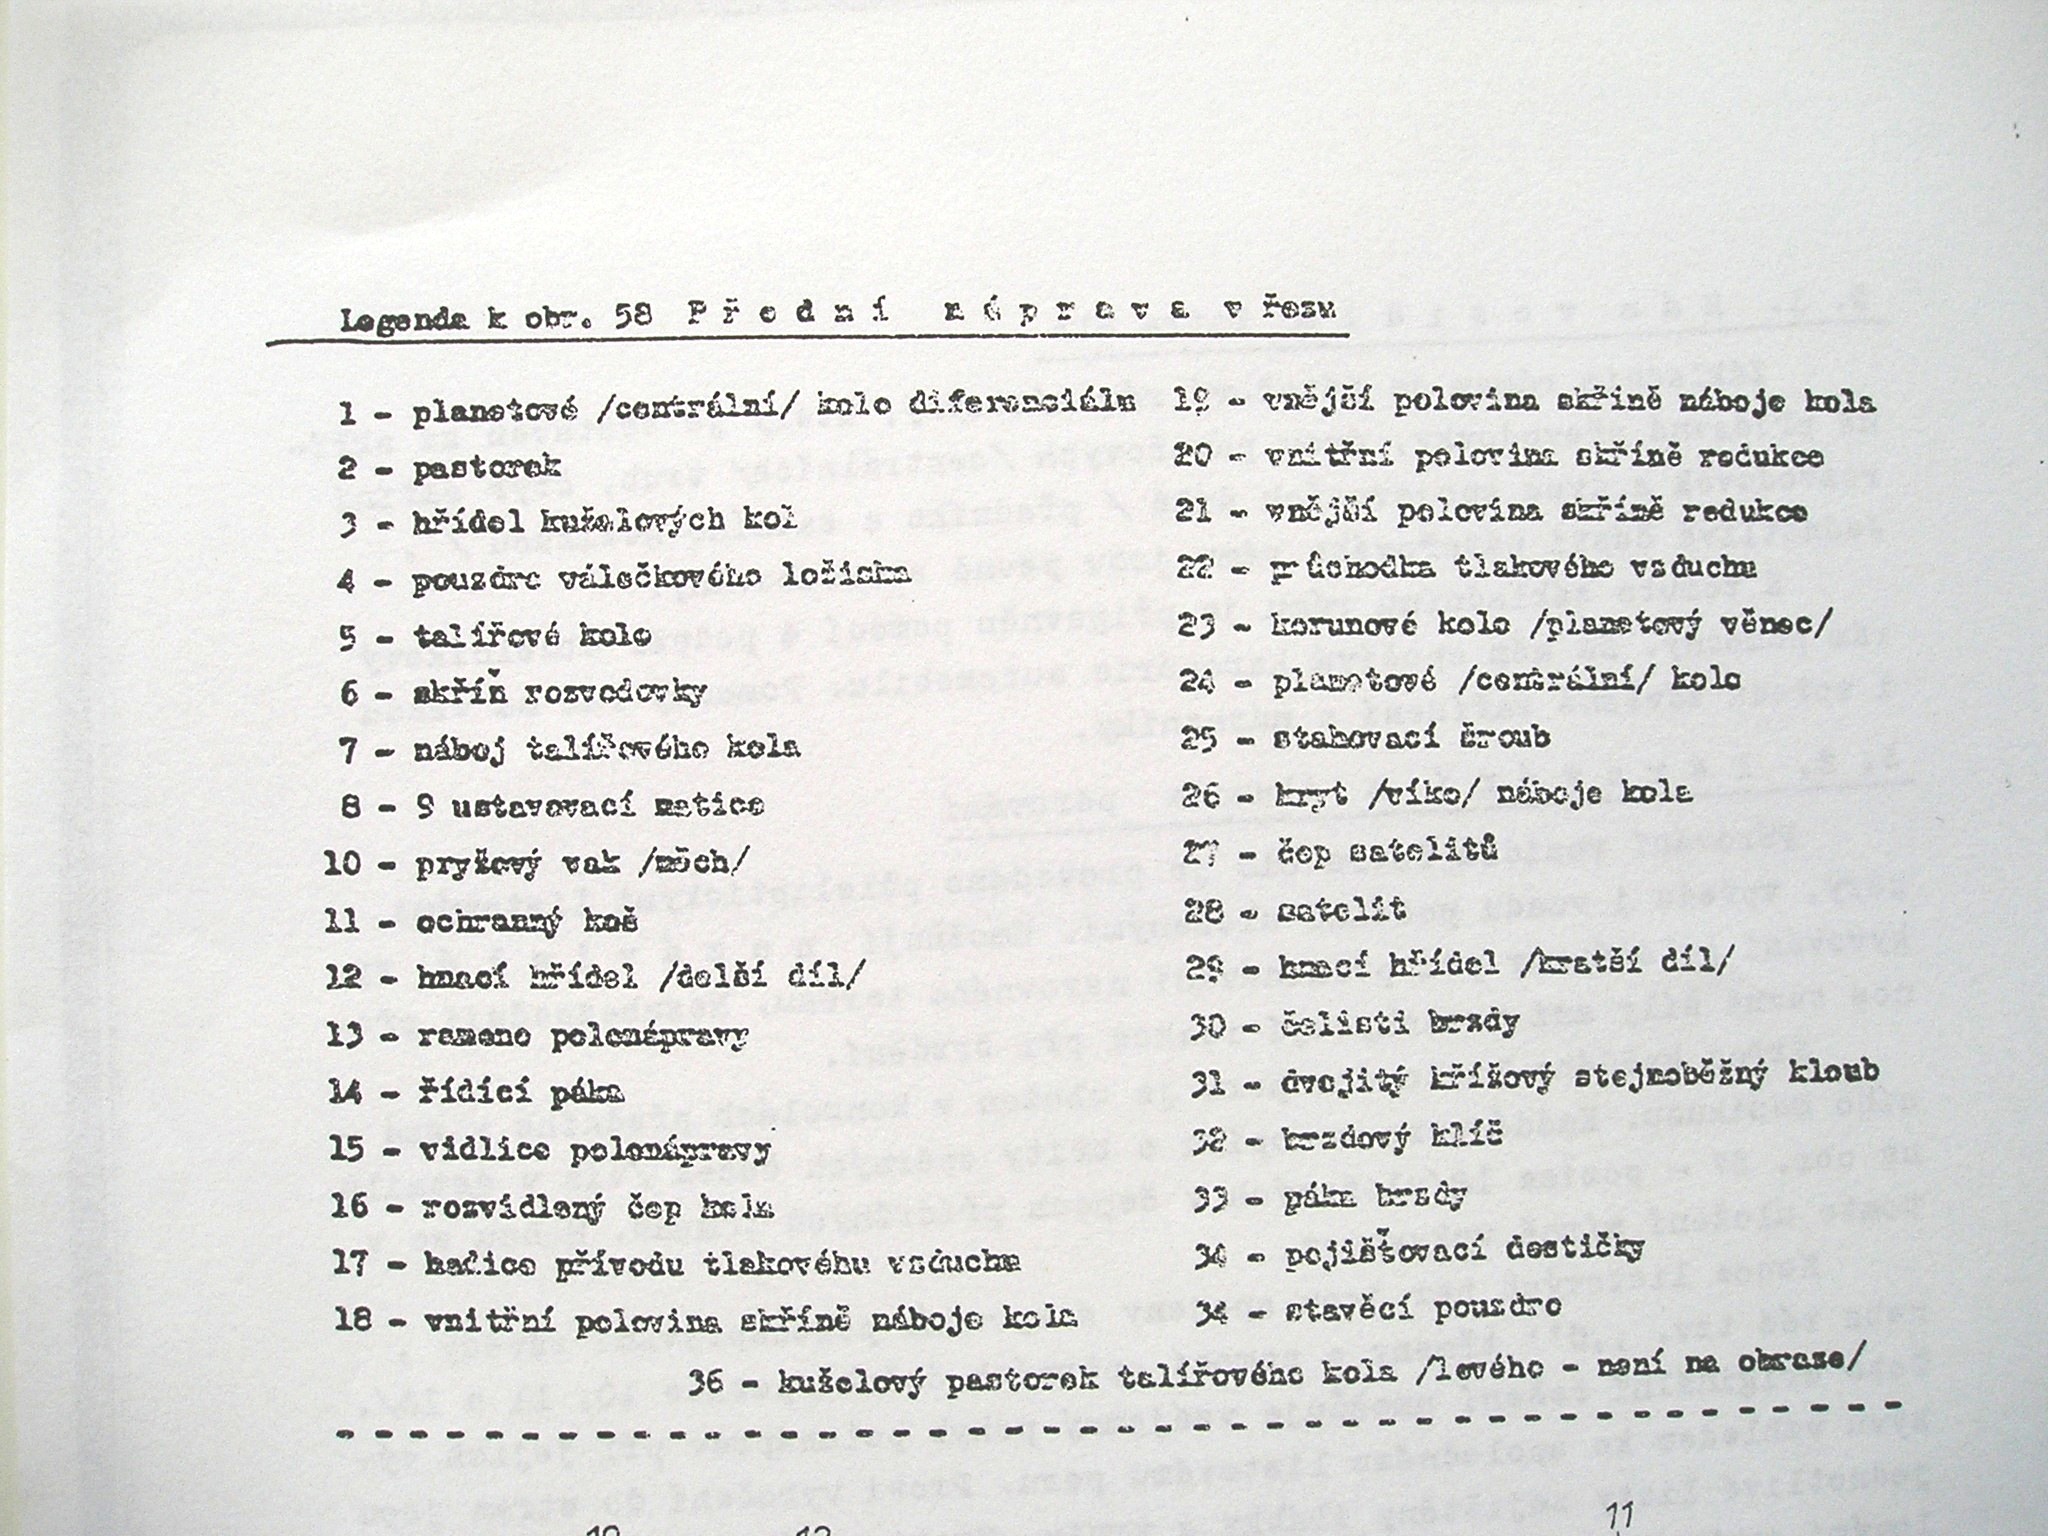 Legenda k obr. 58 P ř e d n í   n á p r a v a  v řezu
1 - planetové /centrální/ kolo diferenciálu
2 - pastorek
3 - hřídel kuželových kol
4 - pouzdro válečkového ložiska
5 - talířové kolo
6 - skříň rozvodovky
7 - náboj talířového kola
8 - 9 ustavovací matice
10 - pryžový vak /měch/
11 - ochranný koš
12 - hnací hřídel /delší díl/
13 - rameno polonápravy
14 - řídící páka
15 - vidlice polonápravy
16 - rozvidlený čep kola
17 - hadice přívodu tlakového vzduchu
18 - vnitřní polovina skříně náboje kola
19 - vnější polovina skříně náboje kola
20 - vnitřní polovina skříně redukce
21 - vnější polovina skříně redukce
22 - průchodka tlakového vzduchu
23 - korunové kolo /planetový věnec/
24 - planetové /centrální/ kolo
25 - stahovací šroub
26 - kryt /víko/ náboje kola
27 - čep satelitů
28 - satelit
29 - hnací hřídel /kratší díl/
30 - čelisti brzdy
31 - dvojitý křížový stejnoběžný kloub
32 - brzdový klíč
33 - páka brzdy
34 - pojišťovací destičky
34 - stavěcí pouzdro
36 - kuželový pastorek talířového kola /levého - není na obraze/
11